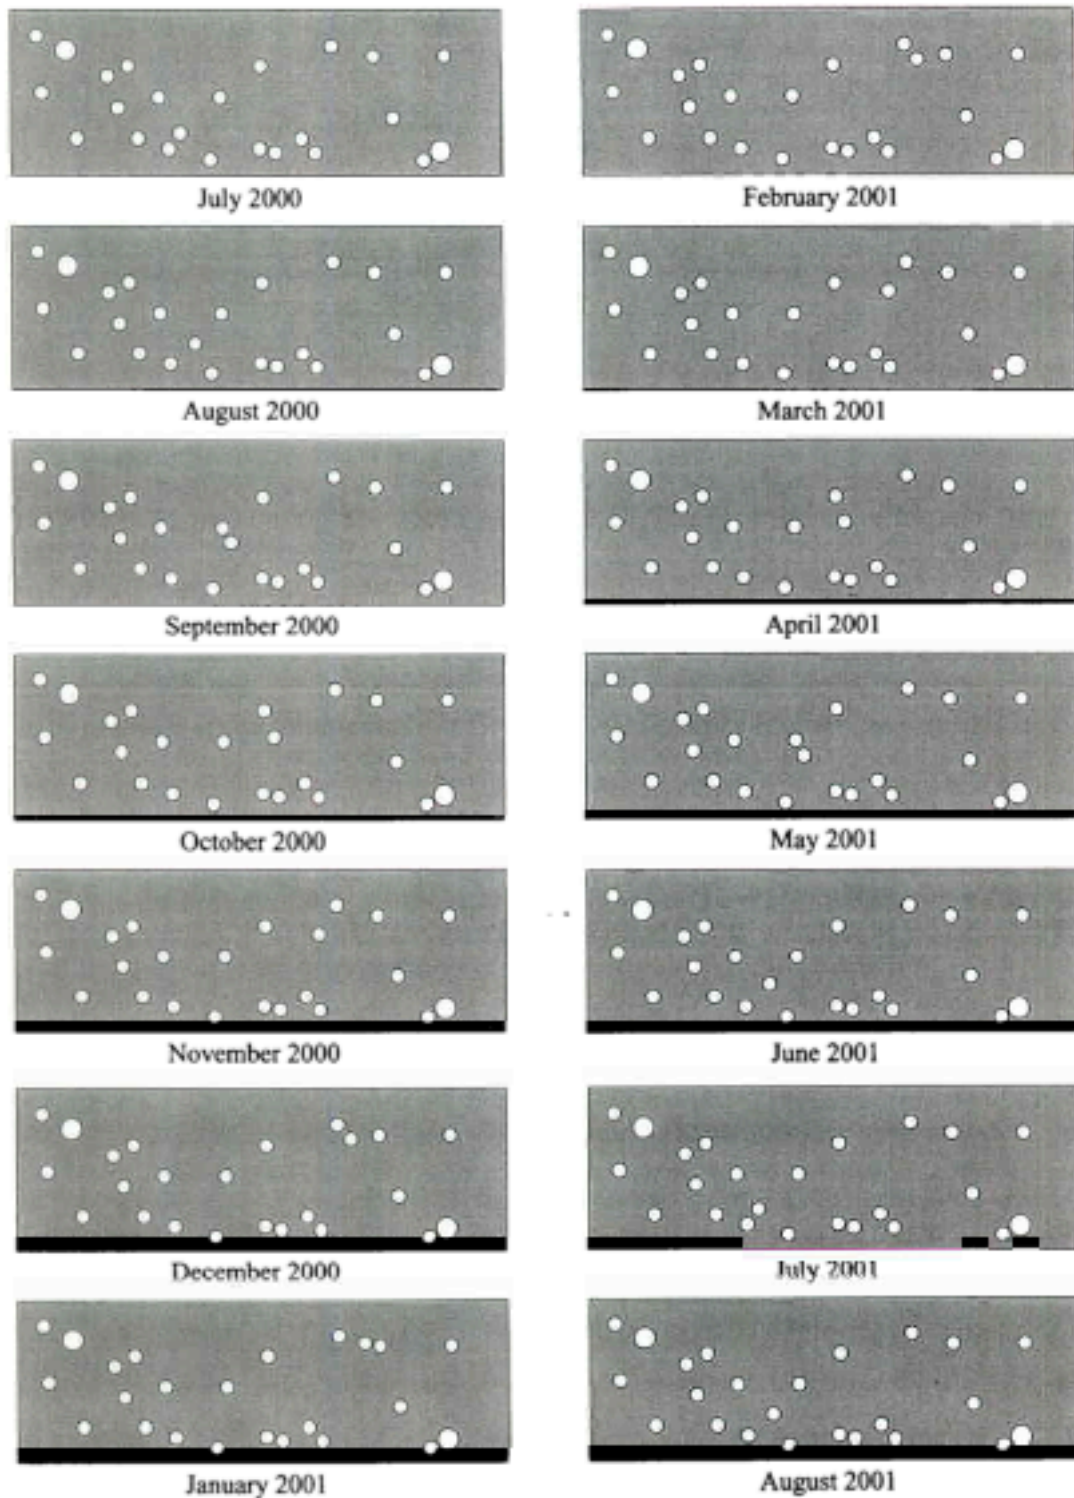 July 2000
February 2001
August 2000
March 2001
September 2000
April 2001
October 2000
May 2001
November 2000
June 2001
December 2000
July 2001
January 2001
August 2001